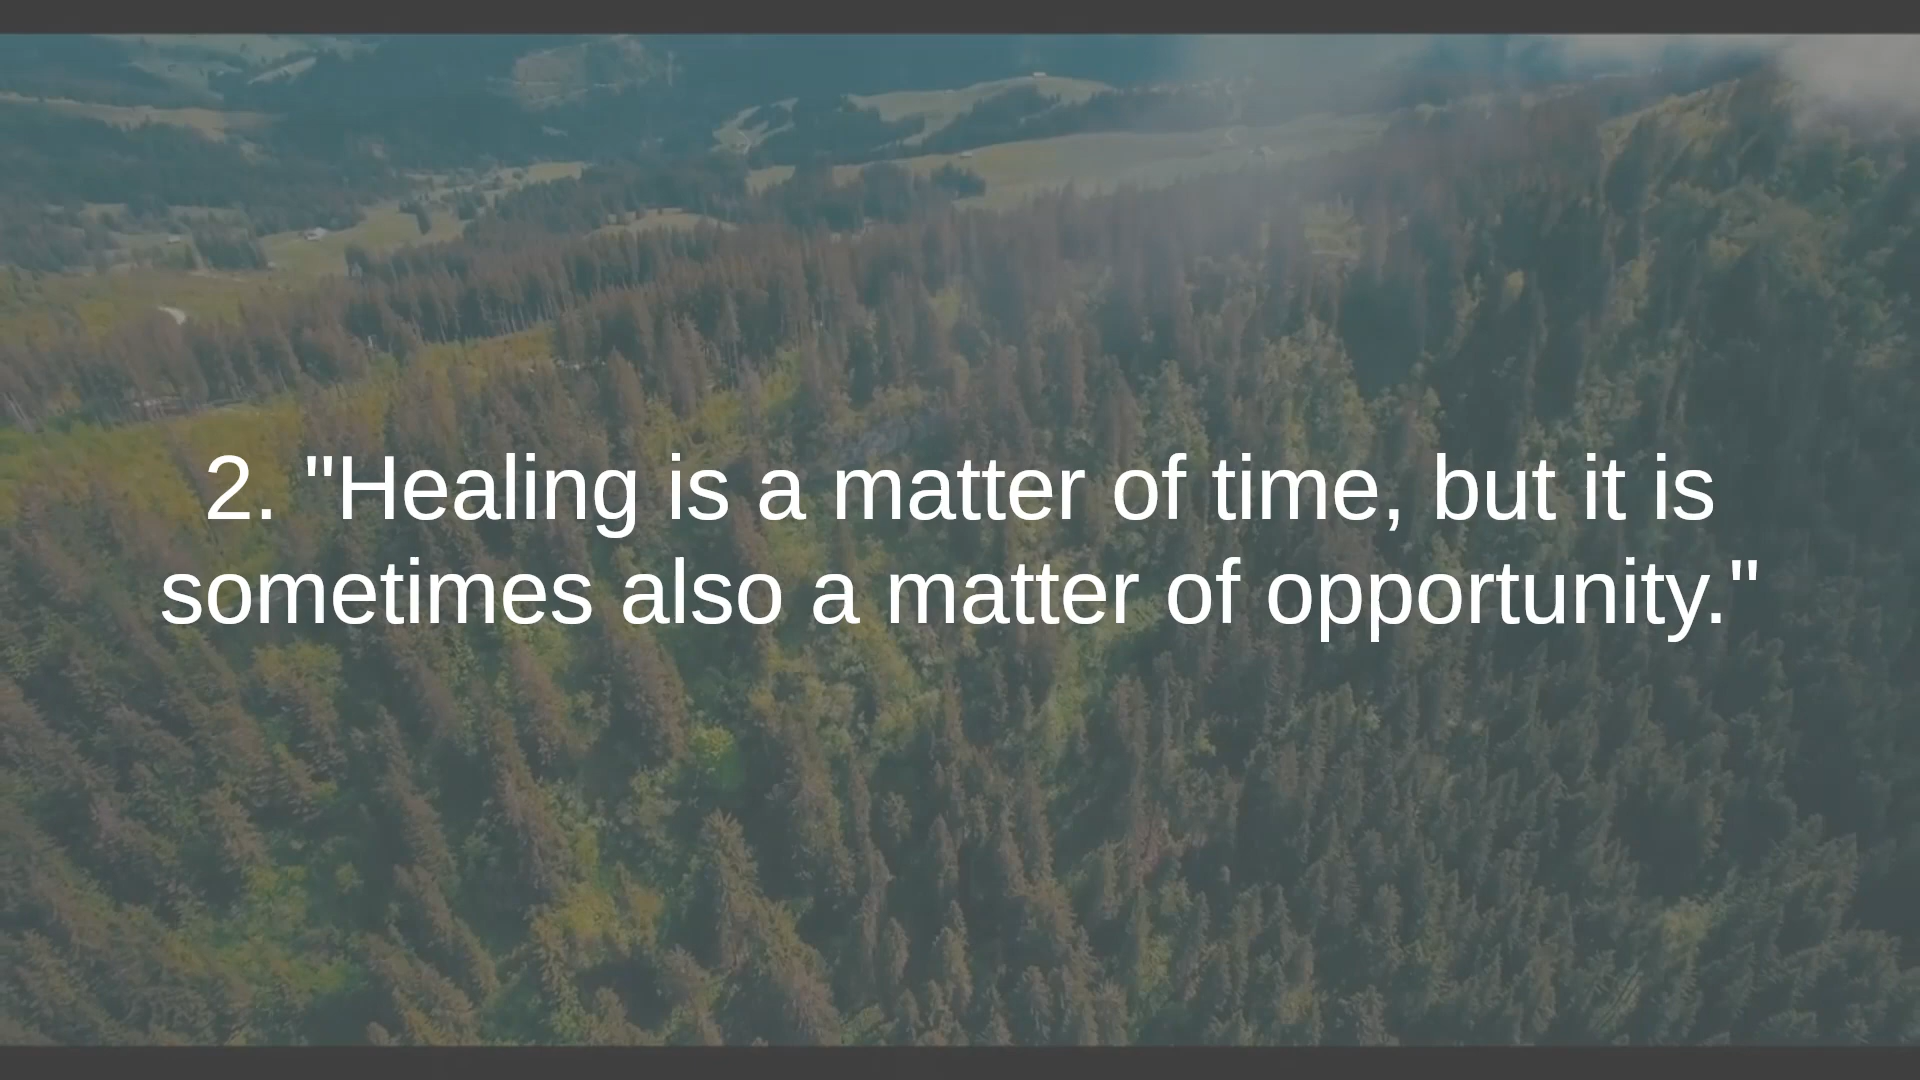 2. "Healing is a matter of time, but it is
sometimes also a matter of opportunity."